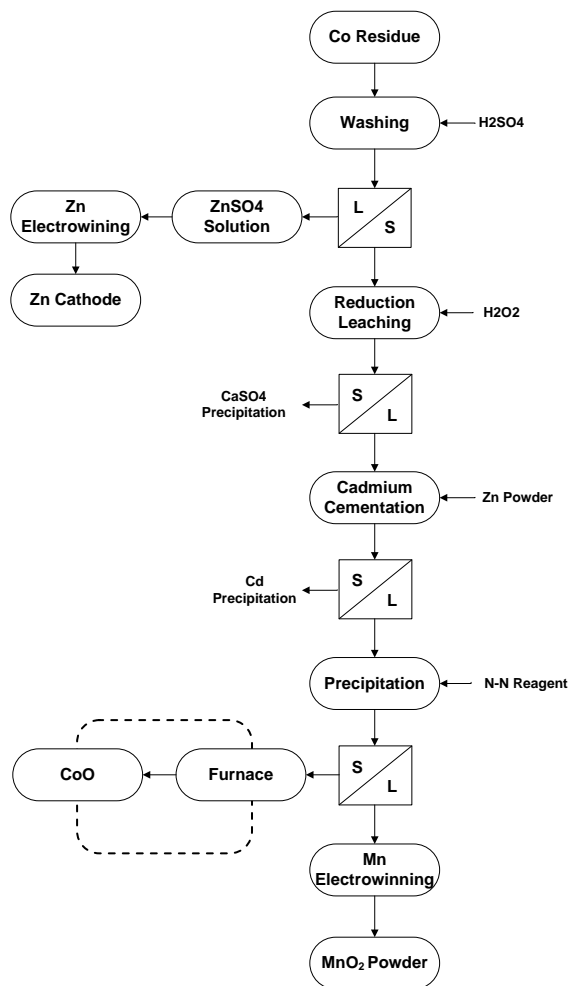 Co Residue
Washing
H2SO4
Zn
Electrowining
ZnSO4
Solution
L
S
Zn Cathode
Reduction
Leaching
H2O2
CaSO4
Precipitation
S
L
Cadmium
Cementation
Zn Powder
Cd
Precipitation
S
L
Precipitation
N-N Reagent
CoO
Furnace
S
L
Mn
Electrowinning
MnO₂ Powder